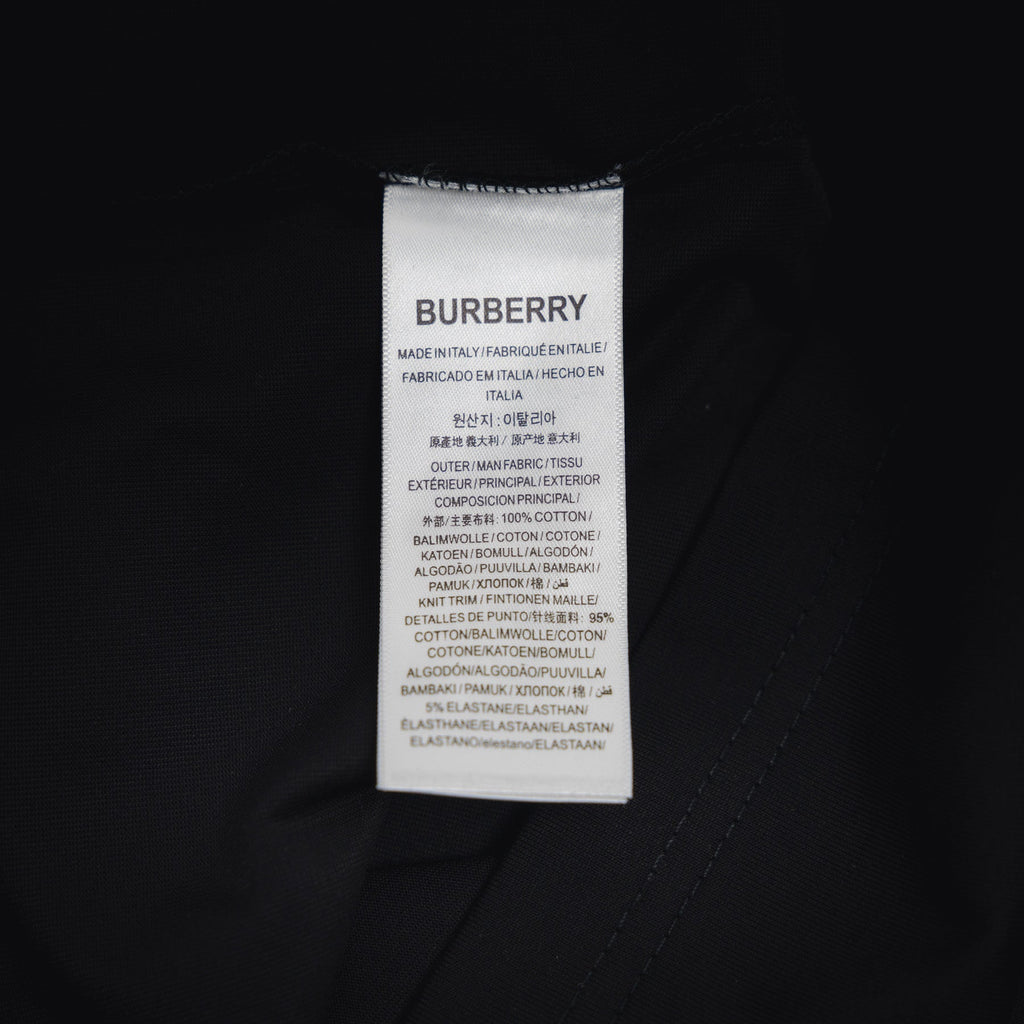 BURBERRY
MADE IN ITALY / FABRIQUÉ EN ITALIE /
FABRICADO EM ITALIA / HECHO EN
ITALIA
원산지 : 이탈리아
原產地 義大利 / 原产地 意大利
OUTER / MAN FABRIC / TISSU
EXTÉRIEUR / PRINCIPAL / EXTERIOR
COMPOSICION PRINCIPAL /
外部/主要布料: 100% COTTON /
BALIMWOLLE / COTON / COTONE /
KATOEN / BOMULL / ALGODÓN /
ALGODÃO / PUUVILLA / BAMBAKI /
PAMUK / ХЛОПОК / 棉 / قطن
KNIT TRIM / FINTIONEN MAILLE/
DETALLES DE PUNTO/针线面料: 95%
COTTON/BALIMWOLLE/COTON/
COTONE/KATOEN/BOMULL/
ALGODÓN/ALGODÃO/PUUVILLA/
BAMBAKI / PAMUK / ХЛОПОК / 棉 / قطن
5% ELASTANE/ELASTHAN/
ÉLASTHANE/ELASTAAN/ELASTAN/
ELASTANO/elestano/ELASTAAN/